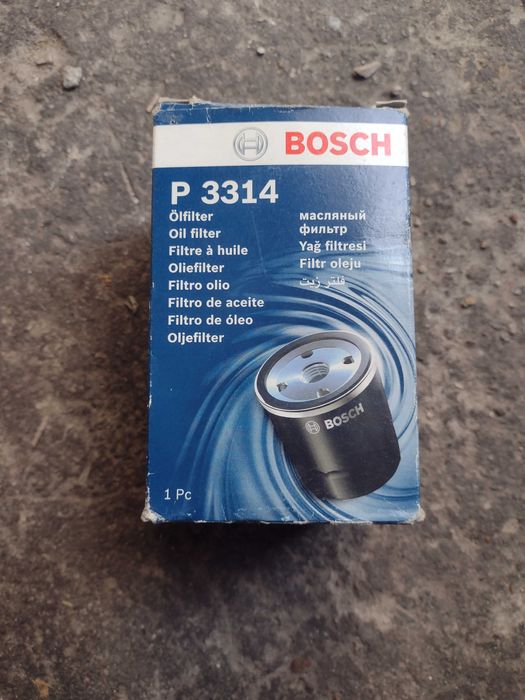 BOSCH
P 3314
Ölfilter
Oil filter
Filtre à huile
Oliefilter
Filtro olio
Filtro de aceite
Filtro de óleo
Oljefilter
масляный
фильтр
Yağ filtresi
Filtr oleju
فلتر زيت
BOSCH
1 Pc